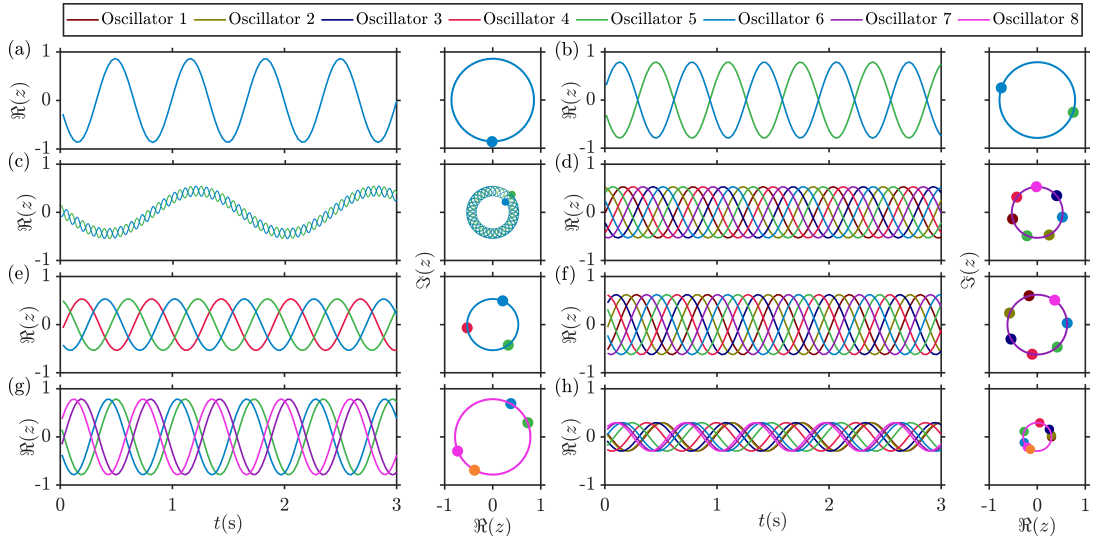 Oscillator 1 Oscillator 2 Oscillator 3 Oscillator 4 Oscillator 5 Oscillator 6 Oscillator 7 Oscillator 8
(a) 1 0 -1 ℜ(z)
(b) 1 0 -1 ℜ(z)
(c) 1 0 -1 ℜ(z)
(d) 1 0 -1 ℜ(z)
ℑ(z) ℑ(z)
(e) 1 0 -1 ℜ(z)
(f) 1 0 -1 ℜ(z)
(g) 1 0 -1 ℜ(z)
(h) 1 0 -1 ℜ(z)
0 1 2 3 -1 0 1 0 1 2 3 -1 0 1
t(s) ℜ(z) t(s) ℜ(z)